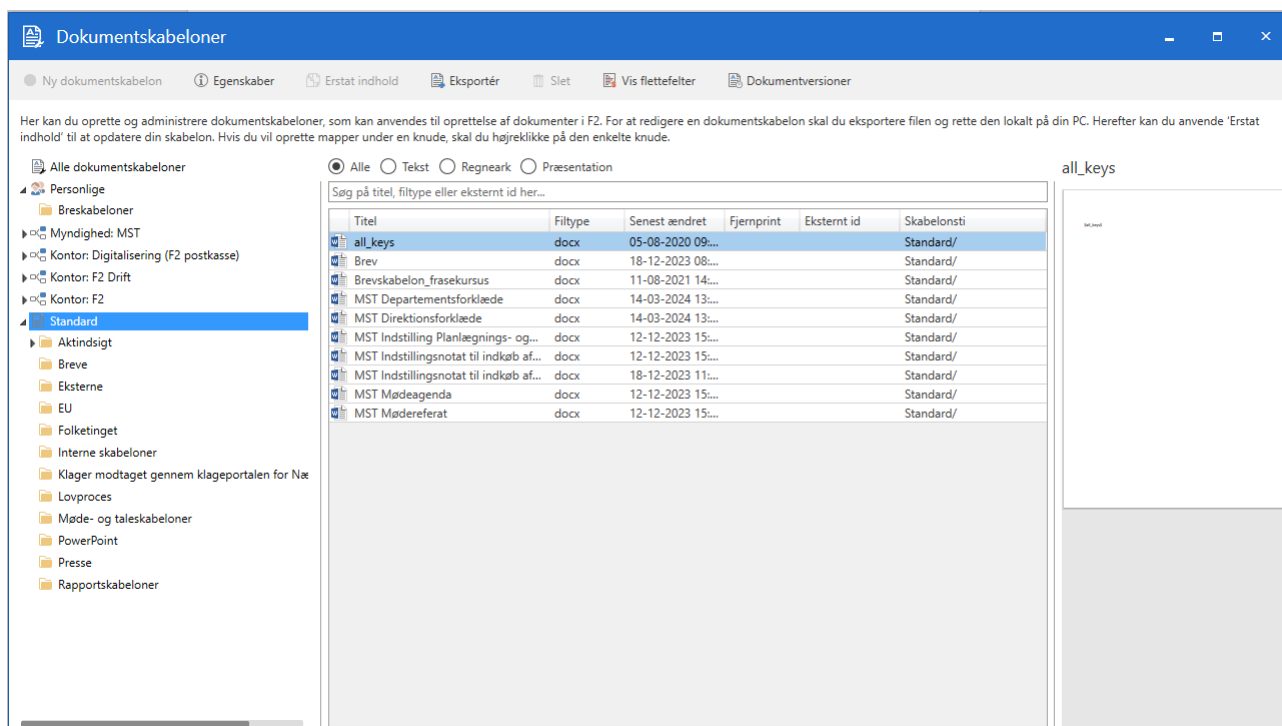 Dokumentskabeloner
Ny dokumentskabelon Egenskaber Erstat indhold Eksportér Slet Vis flettefelter Dokumentversioner
Her kan du oprette og administrere dokumentskabeloner, som kan anvendes til oprettelse af dokumenter i F2. For at redigere en dokumentskabelon skal du eksportere filen og rette den lokalt på din PC. Herefter kan du anvende 'Erstat
indhold' til at opdatere din skabelon. Hvis du vil oprette mapper under en knude, skal du højreklikke på den enkelte knude.
Alle dokumentskabeloner
Personlige
Breskabeloner
Myndighed: MST
Kontor: Digitalisering (F2 postkasse)
Kontor: F2 Drift
Kontor: F2
Standard
Aktindsigt
Breve
Eksterne
EU
Folketinget
Interne skabeloner
Klager modtaget gennem klageportalen for Næ
Lovproces
Møde- og taleskabeloner
PowerPoint
Presse
Rapportskabeloner
Alle Tekst Regneark Præsentation
Søg på titel, filtype eller eksternt id her...
Titel Filtype Senest ændret Fjernprint Eksternt id Skabelonsti
all_keys docx 05-08-2020 09:... Standard/
Brev docx 18-12-2023 08:... Standard/
Brevskabelon_frasekursus docx 11-08-2021 14:... Standard/
MST Departementsforklæde docx 14-03-2024 13:... Standard/
MST Direktionsforklæde docx 14-03-2024 13:... Standard/
MST Indstilling Planlægnings- og... docx 12-12-2023 15:... Standard/
MST Indstillingsnotat til indkøb af... docx 12-12-2023 15:... Standard/
MST Indstillingsnotat til indkøb af... docx 18-12-2023 11:... Standard/
MST Mødeagenda docx 12-12-2023 15:... Standard/
MST Mødereferat docx 12-12-2023 15:... Standard/
all_keys